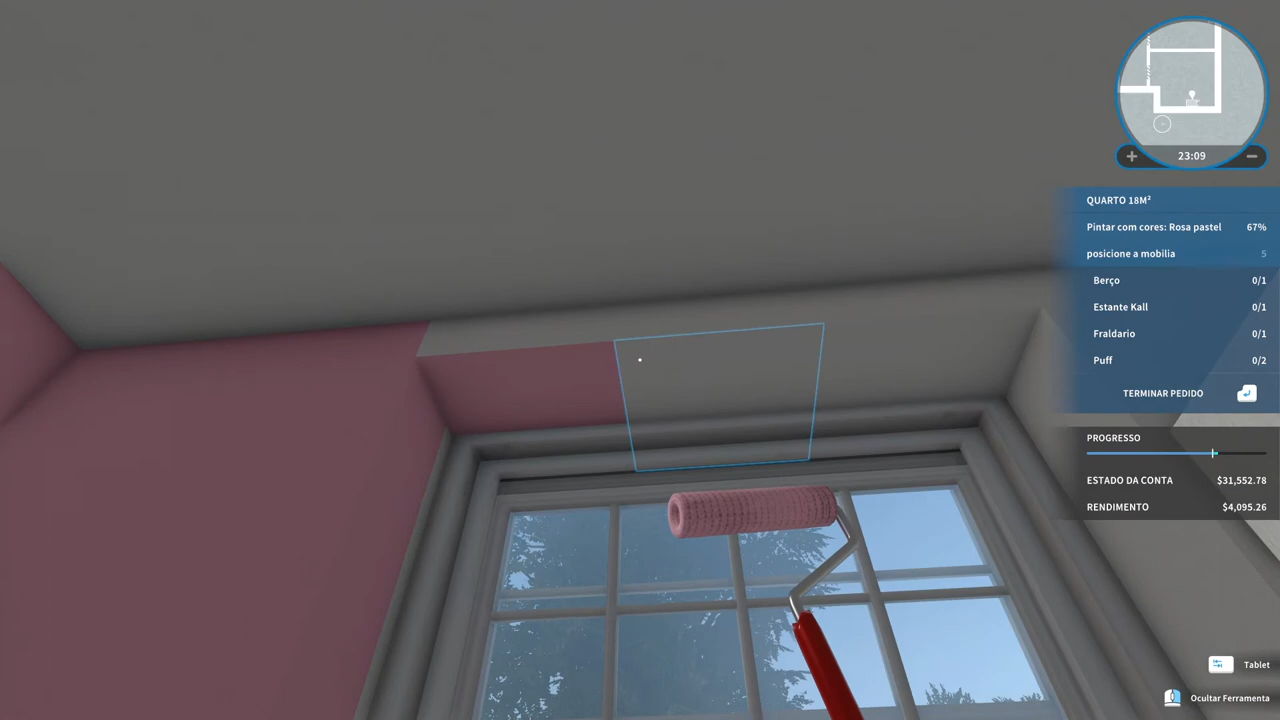 23:09
QUARTO 18M²
Pintar com cores: Rosa pastel 67%
posicione a mobilia 5
Berço 0/1
Estante Kall 0/1
Fraldario 0/1
Puff 0/2
TERMINAR PEDIDO
PROGRESSO
ESTADO DA CONTA $31,552.78
RENDIMENTO $4,095.26
Tablet
Ocultar Ferramenta